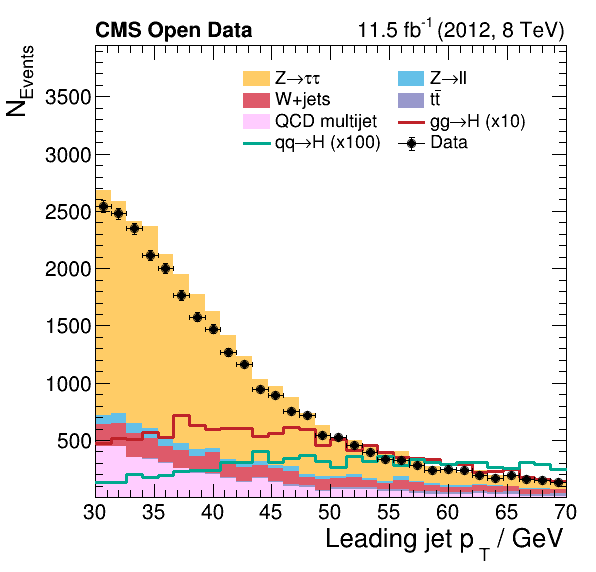 CMS Open Data 11.5 fb⁻¹ (2012, 8 TeV)
N_Events
Z→ττ Z→ll
W+jets tt̄
QCD multijet gg→H (x10)
qq→H (x100) Data
3500
3000
2500
2000
1500
1000
500
30 35 40 45 50 55 60 65 70
Leading jet p_T / GeV